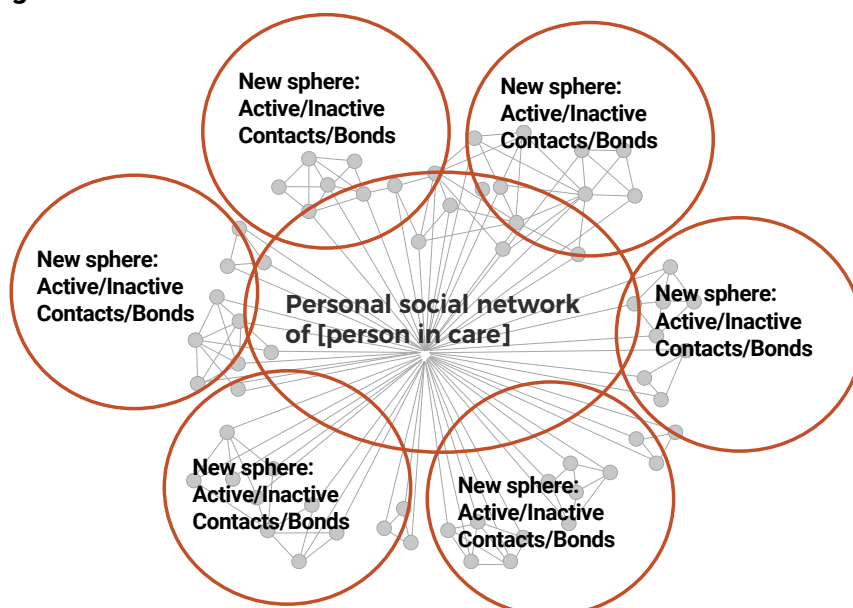 New sphere:
Active/Inactive
Contacts/Bonds
New sphere:
Active/Inactive
Contacts/Bonds
New sphere:
Active/Inactive
Contacts/Bonds
Personal social network
of [person in care]
New sphere:
Active/Inactive
Contacts/Bonds
New sphere:
Active/Inactive
Contacts/Bonds
New sphere:
Active/Inactive
Contacts/Bonds